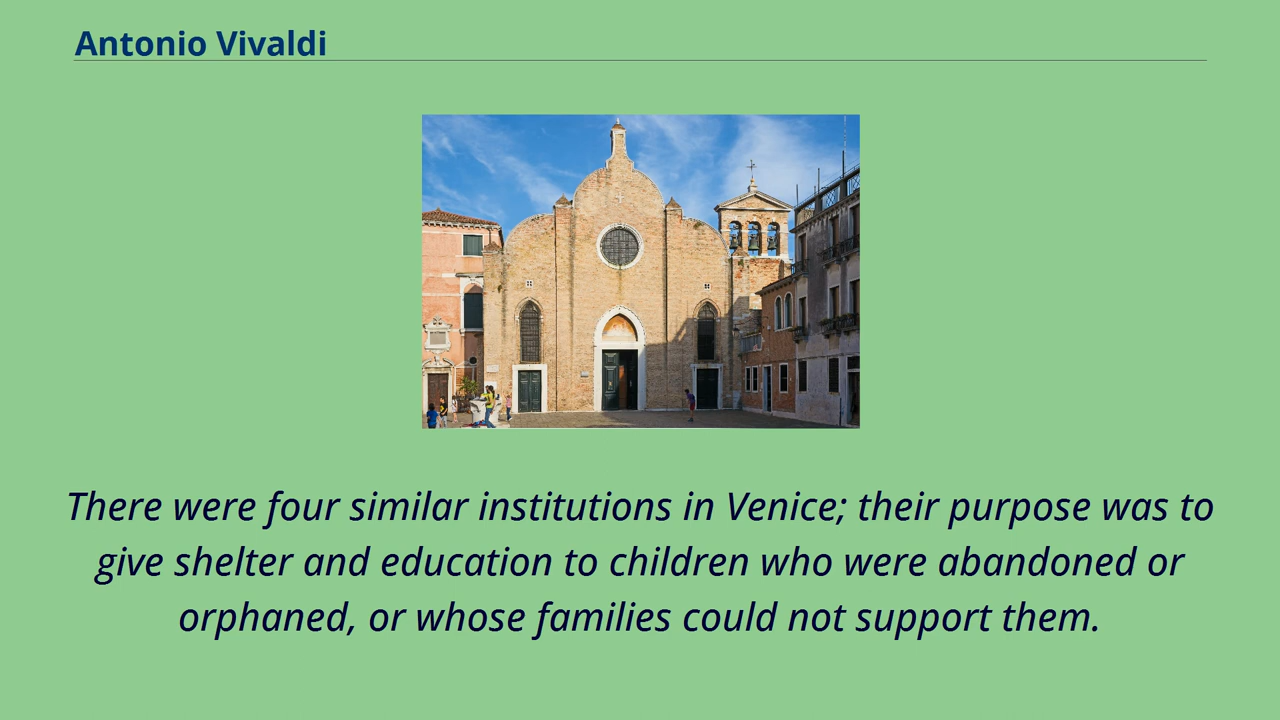 Antonio Vivaldi
There were four similar institutions in Venice; their purpose was to
give shelter and education to children who were abandoned or
orphaned, or whose families could not support them.